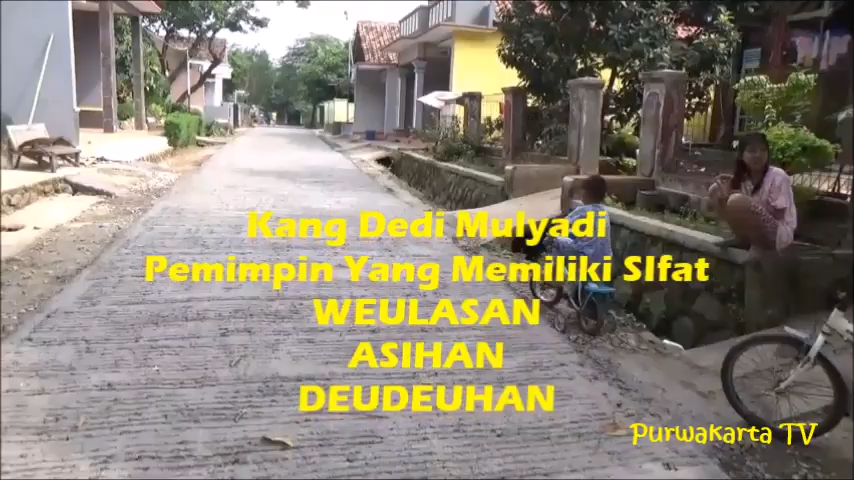 Kang Dedi Mulyadi
Pemimpin Yang Memiliki SIfat
WEULASAN
ASIHAN
DEUDEUHAN
Purwakarta TV